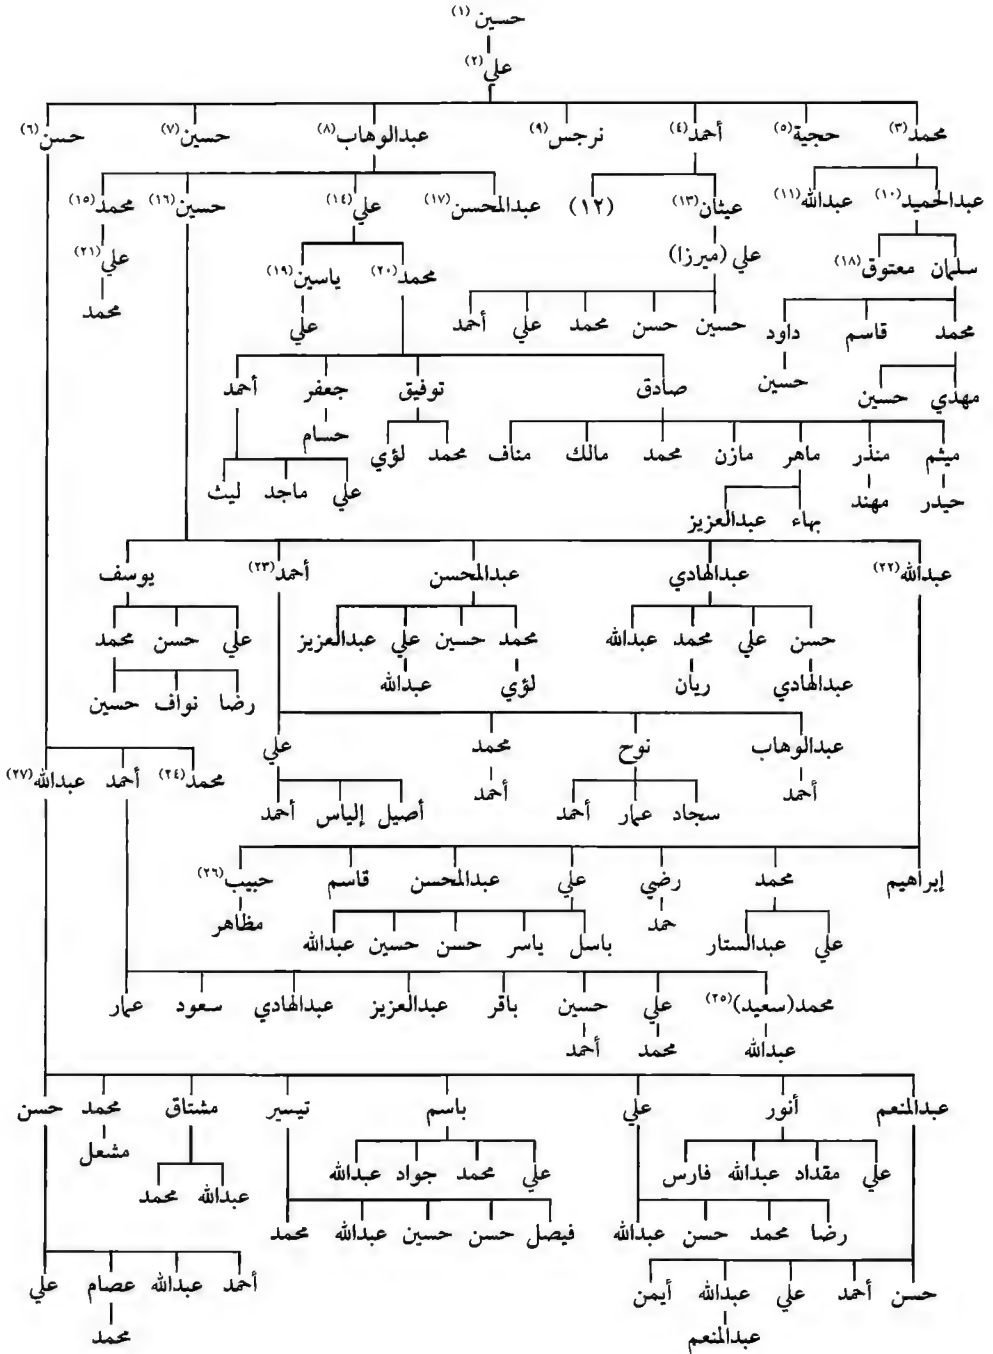 حسين (١)
علي (٢)
محمد (٣) حجية (٥) أحمد (٤) نرجس (٩) عبدالوهاب (٨) حسين (٧) حسن (٦)
عبدالحميد (١٠) عبدالله (١١) عيثان (١٣) (١٢) عبدالمحسن (١٧) علي (١٤) حسين (١٦) محمد (١٥)
سلمان معتوق (١٨) علي (ميرزا) محمد (٢٠) ياسين (١٩) علي (٢١)
حسين حسن محمد علي أحمد علي محمد
محمد قاسم داود
مهدي حسين حسين صادق توفيق جعفر أحمد
حسام
ميثم منذر ماهر مازن محمد مالك مناف محمد لؤي علي ماجد ليث
حيدر مهند بهاء عبدالعزيز
عبدالله (٢٢) عبدالهادي عبدالمحسن أحمد (٢٣) يوسف
حسن علي محمد عبدالله محمد حسين علي عبدالعزيز علي حسن محمد
عبدالهادي ريان لؤي عبدالله رضا نواف حسين
عبدالوهاب نوح محمد علي
محمد (٢٤) أحمد عبدالله (٢٧)
أحمد سجاد عمار أحمد أحمد أصيل إلياس أحمد
إبراهيم محمد رضي علي عبدالمحسن قاسم حبيب (٢٦)
علي عبدالستار حمد باسل ياسر حسن حسين عبدالله مظاهر
محمد (سعيد) (٢٥) علي حسين باقر عبدالعزيز عبدالهادي سعود عمار
عبدالله محمد أحمد
عبدالمنعم أنور علي باسم تيسير مشتاق محمد حسن
مشعل
علي مقداد عبدالله فارس علي محمد جواد عبدالله عبدالله محمد
رضا محمد حسن عبدالله فيصل حسن حسين عبدالله محمد
حسن أحمد علي عبدالله أيمن أحمد عبدالله عصام علي
عبدالمنعم محمد